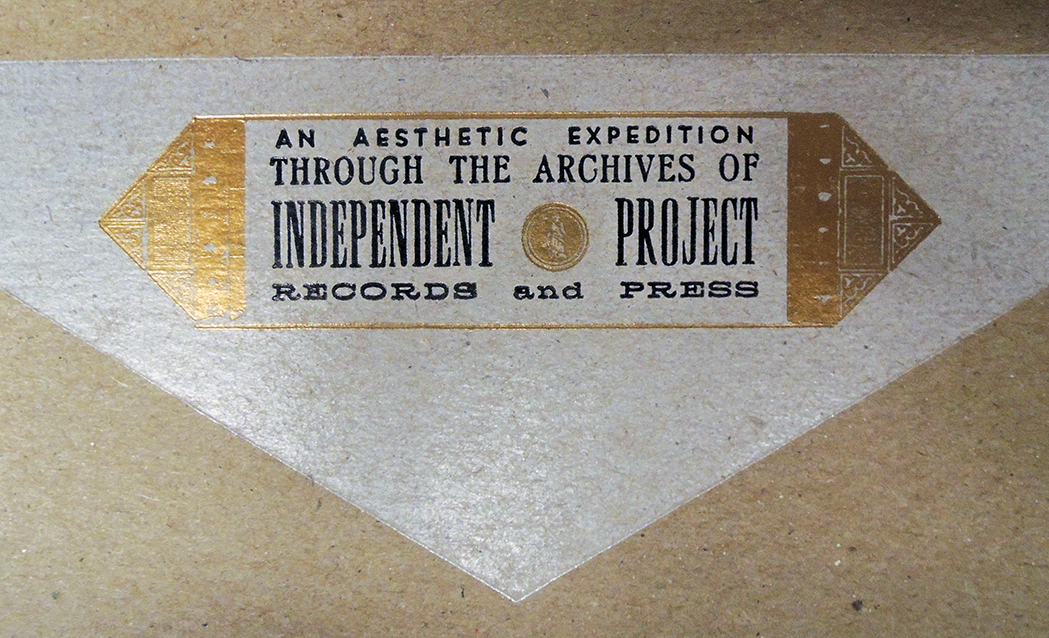 AN AESTHETIC EXPEDITION
THROUGH THE ARCHIVES OF
INDEPENDENT PROJECT
RECORDS and PRESS